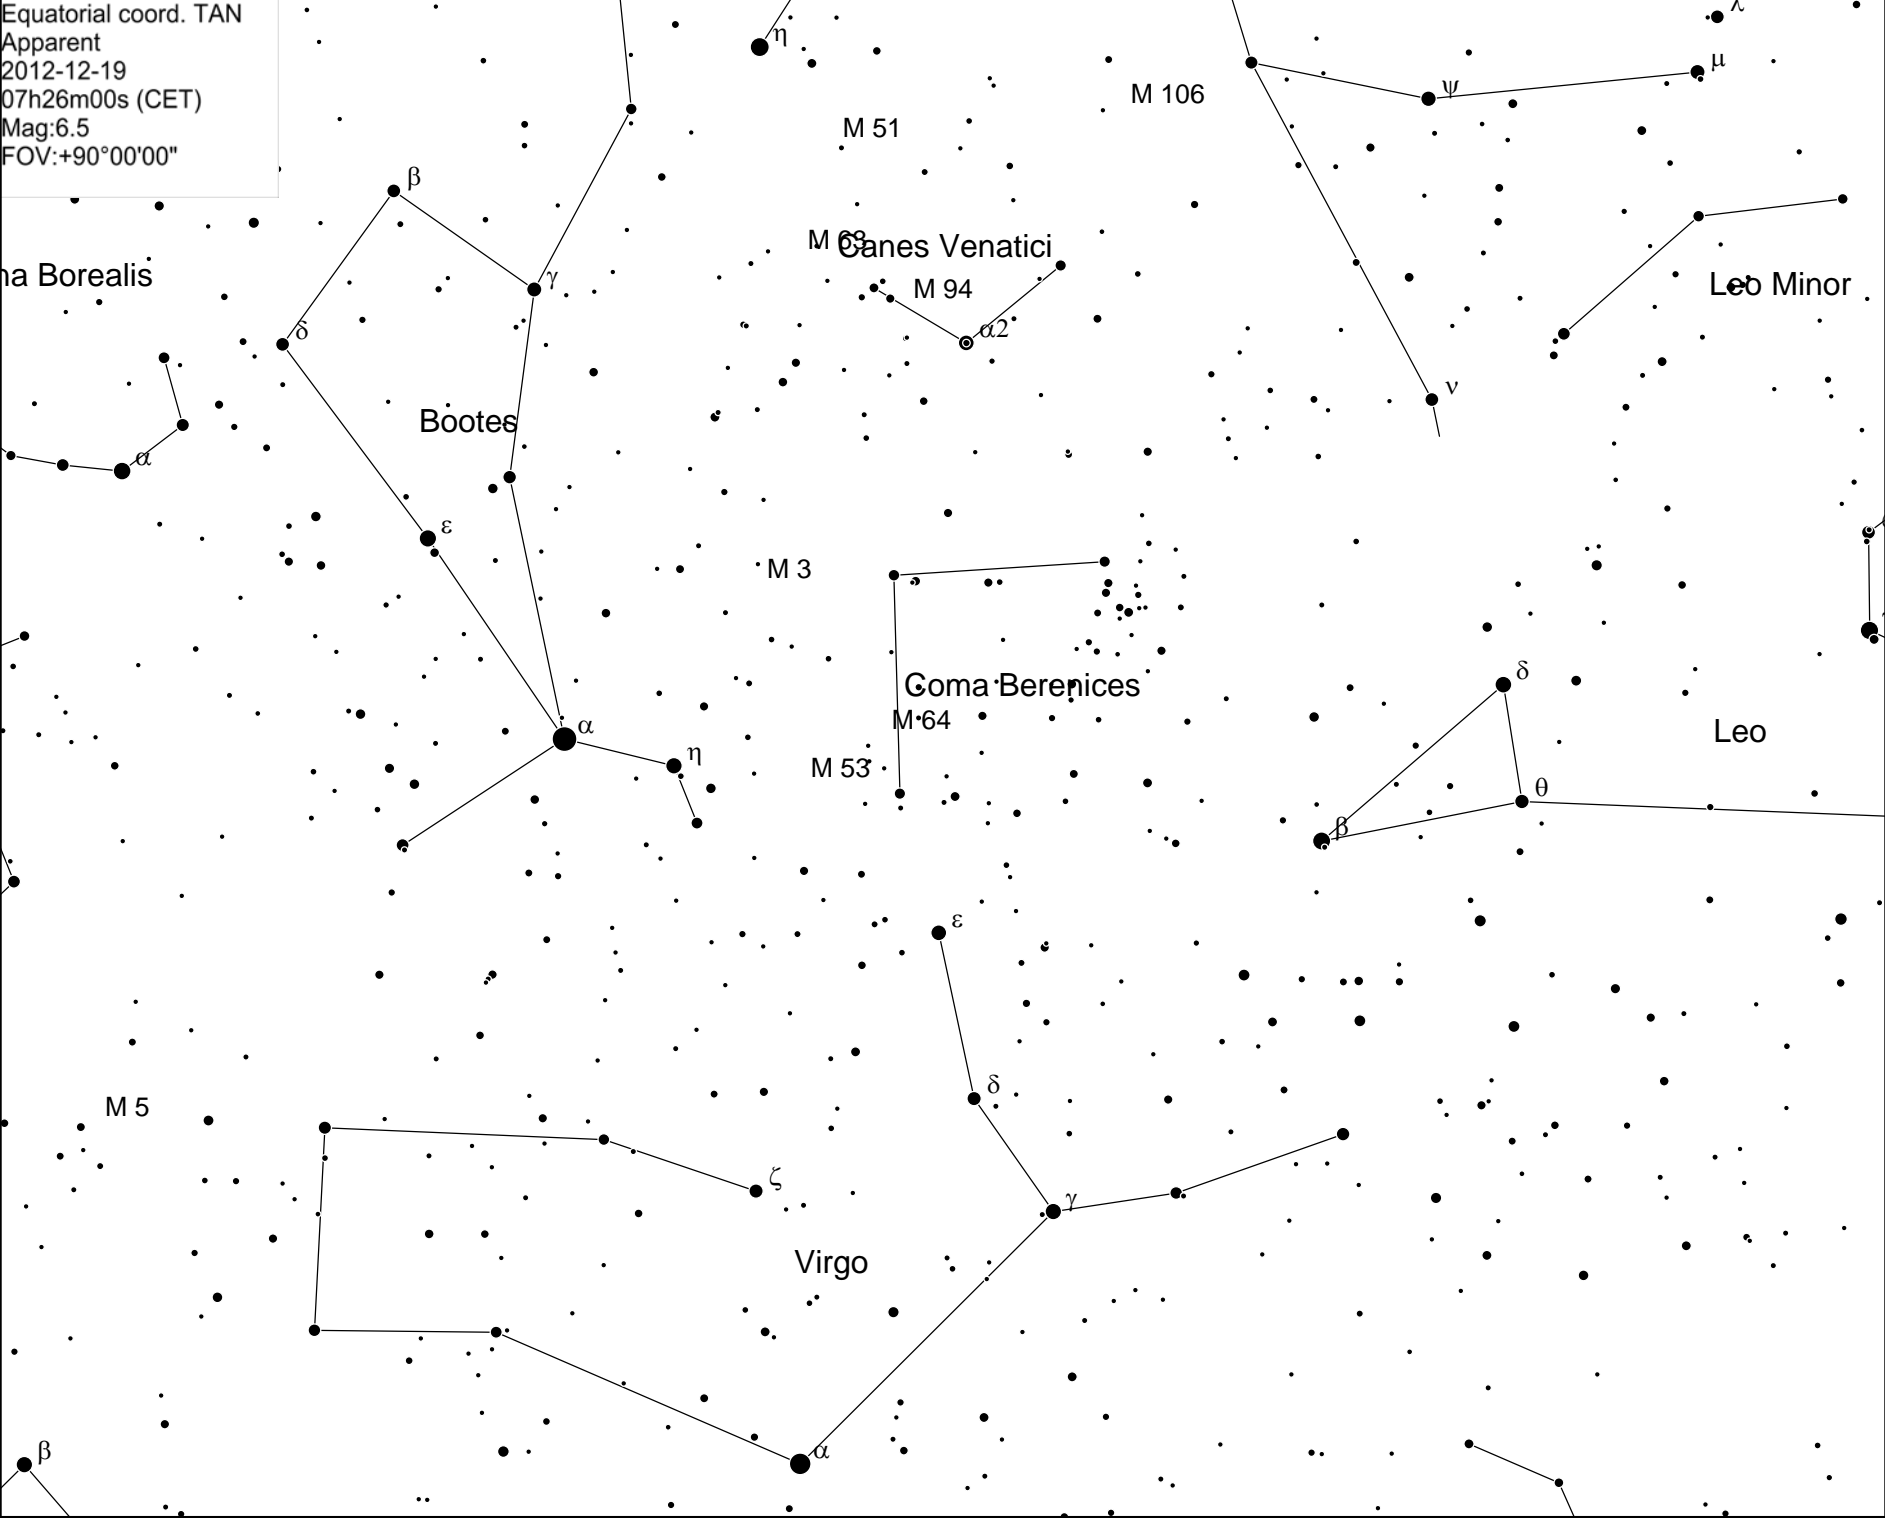 Equatorial coord. TAN
Apparent
2012-12-19
07h26m00s (CET)
Mag:6.5
FOV:+90°00'00"
λ
η
μ
ψ
M 106
M 51
β
M 63
Canes Venatici
na Borealis
γ
M 94
Leo Minor
δ
α2
ν
Bootes
α
ε
M 3
δ
Coma Berenices
M 64
α
Leo
η
M 53
θ
β
ε
δ
M 5
ζ
γ
Virgo
β
α